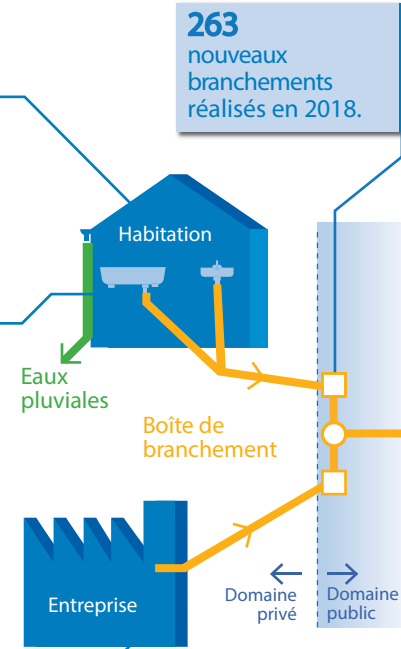 263
nouveaux
branchements
réalisés en 2018.
Habitation
Eaux
pluviales
Boîte de
branchement
Entreprise
Domaine
privé
Domaine
public